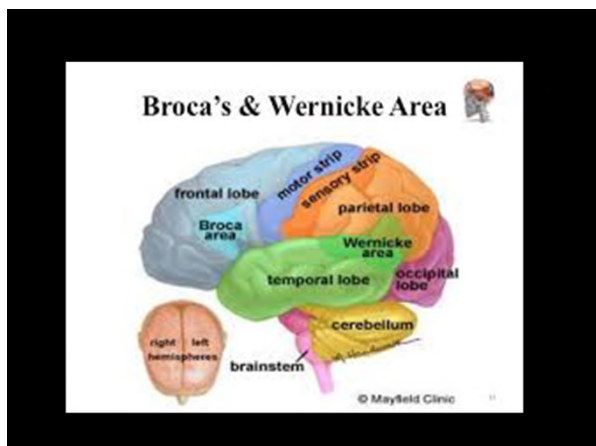 Broca's & Wernicke Area
motor strip
sensory strip
frontal lobe
parietal lobe
Broca
area
Wernicke
area
temporal lobe
occipital
lobe
cerebellum
right left
hemispheres
brainstem
© Mayfield Clinic